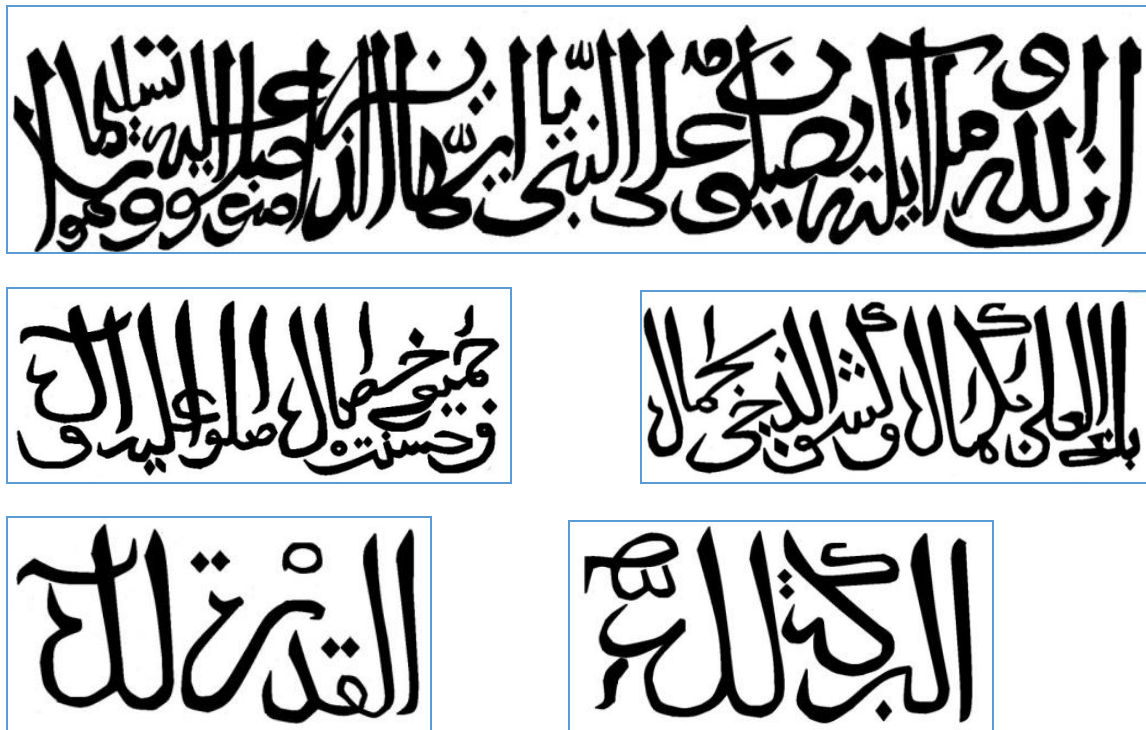 ان الله وملائكته يصلون على النبي يا ايها الذين امنوا صلوا عليه وسلموا تسليما
بلغ العلى بكماله كشف الدجى بجماله
حسنت جميع خصاله صلوا عليه وآله
البركة لله
القدرة لله